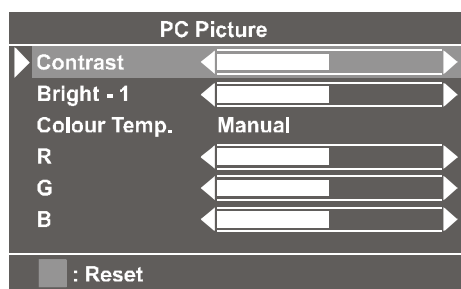 PC Picture
Contrast
Bright - 1
Colour Temp. Manual
R
G
B
: Reset